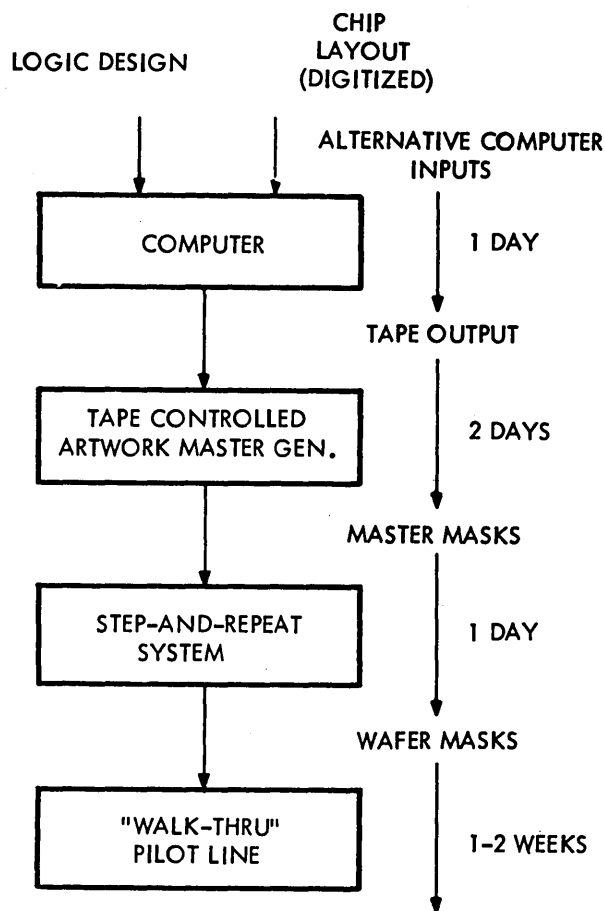 LOGIC DESIGN
CHIP
LAYOUT
(DIGITIZED)
ALTERNATIVE COMPUTER
INPUTS
COMPUTER
1 DAY
TAPE OUTPUT
TAPE CONTROLLED
ARTWORK MASTER GEN.
2 DAYS
MASTER MASKS
STEP-AND-REPEAT
SYSTEM
1 DAY
WAFER MASKS
"WALK-THRU"
PILOT LINE
1-2 WEEKS